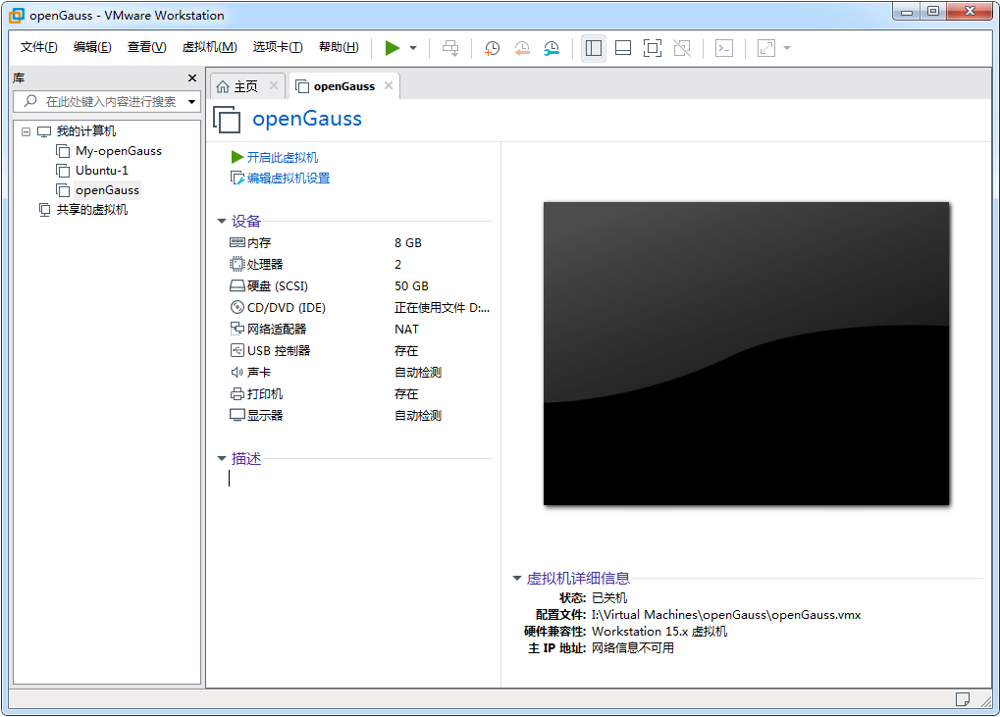 openGauss - VMware Workstation
文件(F) 编辑(E) 查看(V) 虚拟机(M) 选项卡(T) 帮助(H)
库
在此处键入内容进行搜索
我的计算机
My-openGauss
Ubuntu-1
openGauss
共享的虚拟机
主页 openGauss
openGauss
开启此虚拟机
编辑虚拟机设置
设备
内存 8 GB
处理器 2
硬盘 (SCSI) 50 GB
CD/DVD (IDE) 正在使用文件 D:...
网络适配器 NAT
USB 控制器 存在
声卡 自动检测
打印机 存在
显示器 自动检测
描述
虚拟机详细信息
状态: 已关机
配置文件: I:\Virtual Machines\openGauss\openGauss.vmx
硬件兼容性: Workstation 15.x 虚拟机
主 IP 地址: 网络信息不可用